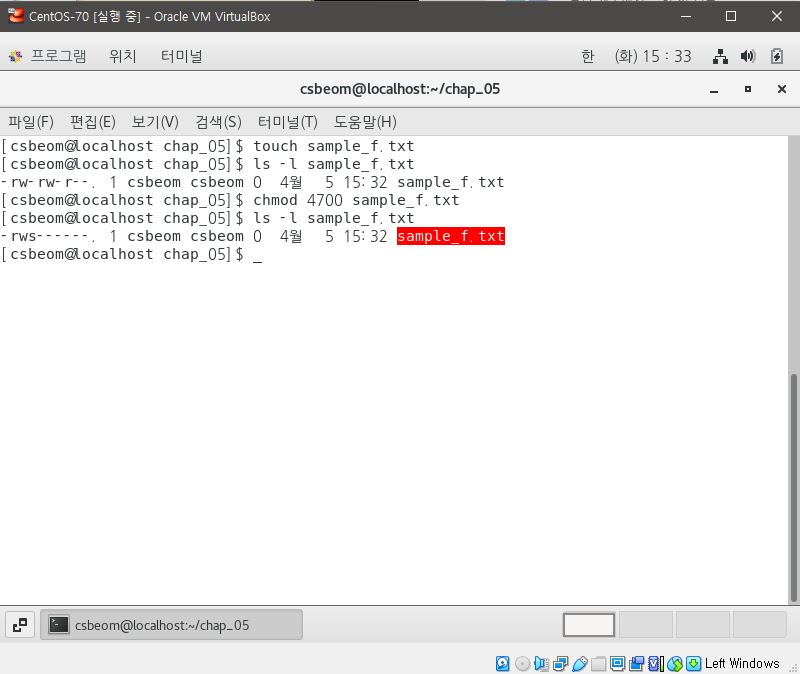 CentOS-70 [실행 중] - Oracle VM VirtualBox
프로그램 위치 터미널 한 (화) 15 : 33
csbeom@localhost:~/chap_05
파일(F) 편집(E) 보기(V) 검색(S) 터미널(T) 도움말(H)
[csbeom@localhost chap_05]$ touch sample_f.txt
[csbeom@localhost chap_05]$ ls -l sample_f.txt
-rw-rw-r--. 1 csbeom csbeom 0 4월 5 15:32 sample_f.txt
[csbeom@localhost chap_05]$ chmod 4700 sample_f.txt
[csbeom@localhost chap_05]$ ls -l sample_f.txt
-rws------. 1 csbeom csbeom 0 4월 5 15:32 sample_f.txt
[csbeom@localhost chap_05]$ _
csbeom@localhost:~/chap_05
Left Windows